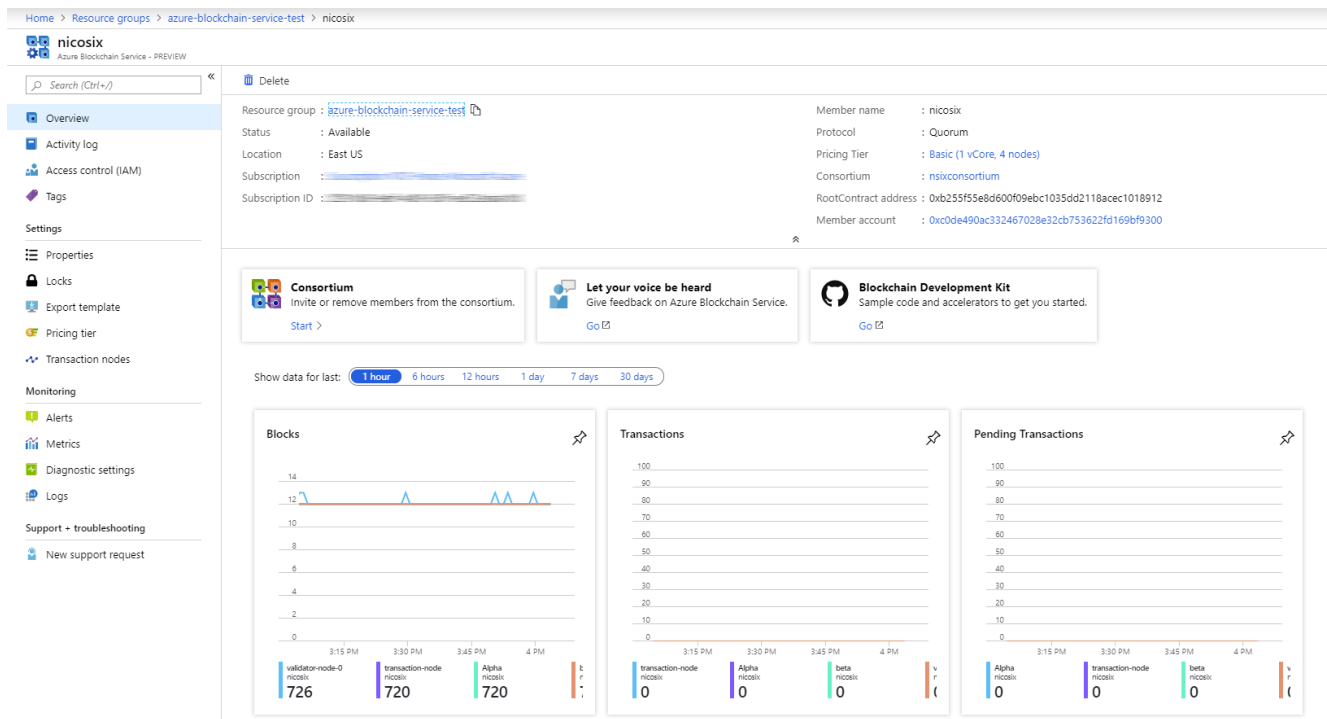 Home > Resource groups > azure-blockchain-service-test > nicosix
nicosix
Azure Blockchain Service - PREVIEW
Search (Ctrl+/)
«
Delete
Overview
Activity log
Access control (IAM)
Tags
Settings
Properties
Locks
Export template
Pricing tier
Transaction nodes
Monitoring
Alerts
Metrics
Diagnostic settings
Logs
Support + troubleshooting
New support request
Resource group : azure-blockchain-service-test
Status : Available
Location : East US
Subscription :
Subscription ID :
Member name : nicosix
Protocol : Quorum
Pricing Tier : Basic (1 vCore, 4 nodes)
Consortium : nsixconsortium
RootContract address : 0xb255f55e8d600f09ebc1035dd2118acec1018912
Member account : 0xc0de490ac332467028e32cb753622fd169bf9300
Consortium
Invite or remove members from the consortium.
Start >
Let your voice be heard
Give feedback on Azure Blockchain Service.
Go
Blockchain Development Kit
Sample code and accelerators to get you started.
Go
Show data for last: 1 hour 6 hours 12 hours 1 day 7 days 30 days
Blocks
14
12
10
8
6
4
2
0
3:15 PM 3:30 PM 3:45 PM 4 PM
validator-node-0 transaction-node Alpha
nicosix nicosix nicosix
726 720 720
Transactions
100
90
80
70
60
50
40
30
20
10
0
3:15 PM 3:30 PM 3:45 PM 4 PM
transaction-node Alpha beta
nicosix nicosix nicosix
0 0 0
Pending Transactions
100
90
80
70
60
50
40
30
20
10
0
3:15 PM 3:30 PM 3:45 PM 4 PM
Alpha transaction-node beta
nicosix nicosix nicosix
0 0 0